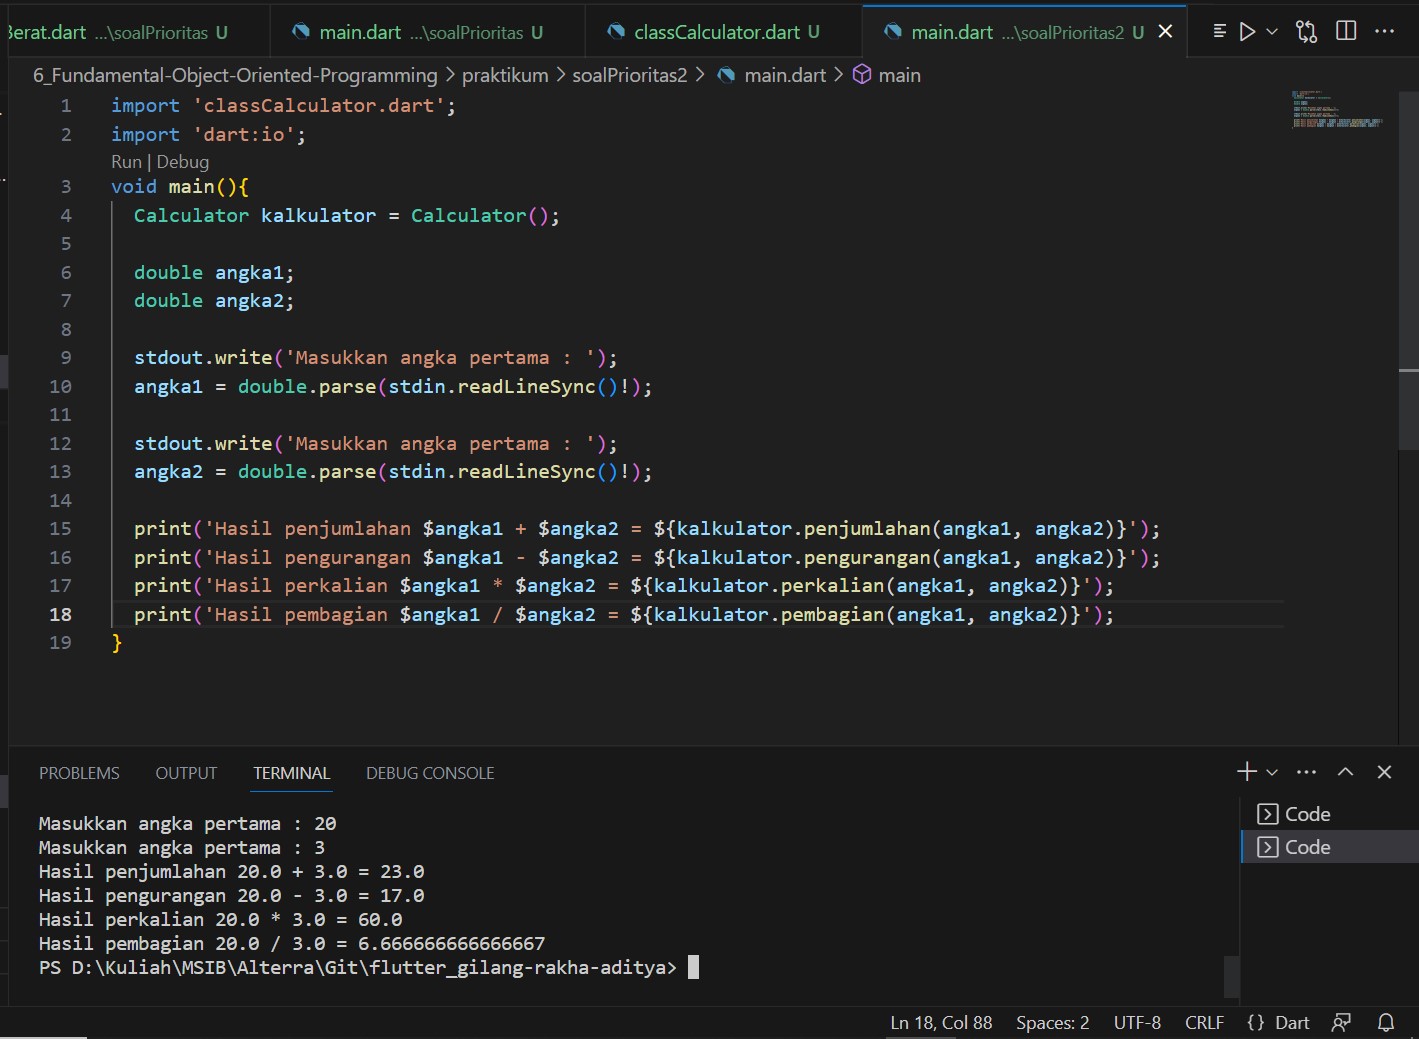 Berat.dart ...\soalPrioritas U
main.dart ...\soalPrioritas U
classCalculator.dart U
main.dart ...\soalPrioritas2 U
6_Fundamental-Object-Oriented-Programming > praktikum > soalPrioritas2 > main.dart > main
1 import 'classCalculator.dart';
2 import 'dart:io';
Run | Debug
3 void main(){
4 Calculator kalkulator = Calculator();
5
6 double angka1;
7 double angka2;
8
9 stdout.write('Masukkan angka pertama : ');
10 angka1 = double.parse(stdin.readLineSync()!);
11
12 stdout.write('Masukkan angka pertama : ');
13 angka2 = double.parse(stdin.readLineSync()!);
14
15 print('Hasil penjumlahan $angka1 + $angka2 = ${kalkulator.penjumlahan(angka1, angka2)}');
16 print('Hasil pengurangan $angka1 - $angka2 = ${kalkulator.pengurangan(angka1, angka2)}');
17 print('Hasil perkalian $angka1 * $angka2 = ${kalkulator.perkalian(angka1, angka2)}');
18 print('Hasil pembagian $angka1 / $angka2 = ${kalkulator.pembagian(angka1, angka2)}');
19 }
PROBLEMS OUTPUT TERMINAL DEBUG CONSOLE
Masukkan angka pertama : 20
Masukkan angka pertama : 3
Hasil penjumlahan 20.0 + 3.0 = 23.0
Hasil pengurangan 20.0 - 3.0 = 17.0
Hasil perkalian 20.0 * 3.0 = 60.0
Hasil pembagian 20.0 / 3.0 = 6.666666666666667
PS D:\Kuliah\MSIB\Alterra\Git\flutter_gilang-rakha-aditya>
Code
Code
Ln 18, Col 88 Spaces: 2 UTF-8 CRLF {} Dart